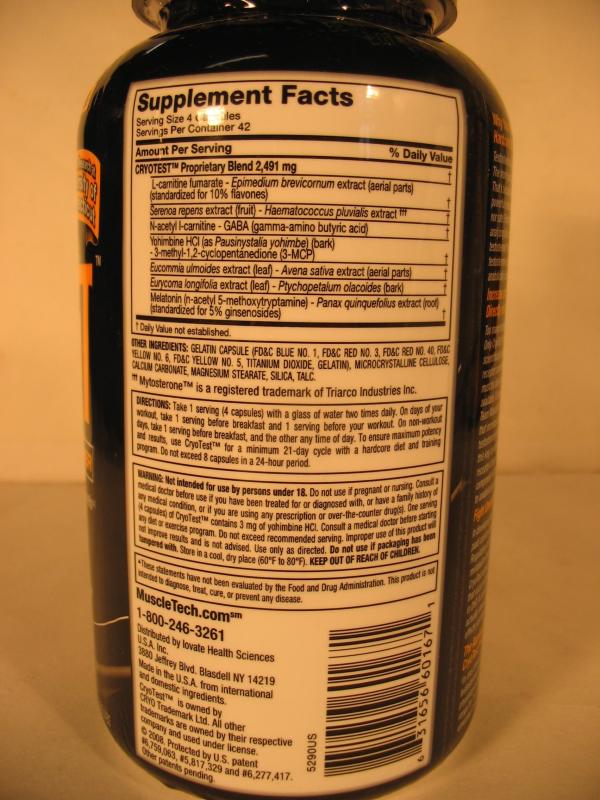 Supplement Facts
Serving Size 4
Servings Per Container 42
Amount Per Serving
% Daily Value
CRYOTEST™ Proprietary Blend 2,491 mg †
L-carnitine fumarate - Epimedium brevicornum extract (aerial parts)
(standardized for 10% flavones) †
Serenoa repens extract (fruit) - Haematococcus pluvialis extract ††† †
N-acetyl l-carnitine - GABA (gamma-amino butyric acid) †
Yohimbine HCl (as Pausinystalia yohimbe) (bark)
- 3-methyl-1,2-cyclopentanedione (3-MCP) †
Eucommia ulmoides extract (leaf) - Avena sativa extract (aerial parts) †
Eurycoma longifolia extract (leaf) - Ptychopetalum olacoides (bark) †
Melatonin (n-acetyl 5-methoxytryptamine) - Panax quinquefolius extract (root)
(standardized for 5% ginsenosides) †
† Daily Value not established.
OTHER INGREDIENTS: GELATIN CAPSULE (FD&C BLUE NO. 1, FD&C RED NO. 3, FD&C RED NO. 40, FD&C
YELLOW NO. 6, FD&C YELLOW NO. 5, TITANIUM DIOXIDE, GELATIN), MICROCRYSTALLINE CELLULOSE,
CALCIUM CARBONATE, MAGNESIUM STEARATE, SILICA, TALC.
††† Mytosterone™ is a registered trademark of Triarco Industries Inc.
DIRECTIONS: Take 1 serving (4 capsules) with a glass of water two times daily. On days of your
workout, take 1 serving before breakfast and 1 serving before your workout. On non-workout
days, take 1 serving before breakfast, and the other any time of day. To ensure maximum potency
and results, use CryoTest™ for a minimum 21-day cycle with a hardcore diet and training
program. Do not exceed 8 capsules in a 24-hour period.
WARNING: Not intended for use by persons under 18. Do not use if pregnant or nursing. Consult a
medical doctor before use if you have been treated for or diagnosed with, or have a family history of
any medical condition, or if you are using any prescription or over-the-counter drug(s). One serving
(4 capsules) of CryoTest™ contains 3 mg of yohimbine HCl. Consult a medical doctor before starting
any diet or exercise program. Do not exceed recommended serving. Improper use of this product will
not improve results and is not advised. Use only as directed. Do not use if packaging has been
tampered with. Store in a cool, dry place (60°F to 80°F). KEEP OUT OF REACH OF CHILDREN.
*These statements have not been evaluated by the Food and Drug Administration. This product is not
intended to diagnose, treat, cure, or prevent any disease.
MuscleTech.com℠
1-800-246-3261
Distributed by Iovate Health Sciences
U.S.A. Inc.
3880 Jeffrey Blvd. Blasdell NY 14219
Made in the U.S.A. from international
and domestic ingredients.
CryoTest™ is owned by
CRYO Trademark Ltd. All other
trademarks are owned by their respective
company and used under license.
© 2008. Protected by U.S. patent
#6,759,063, #5,817,329 and #6,277,417.
Other patents pending.
5290US
6 31656 60167 1
T
™